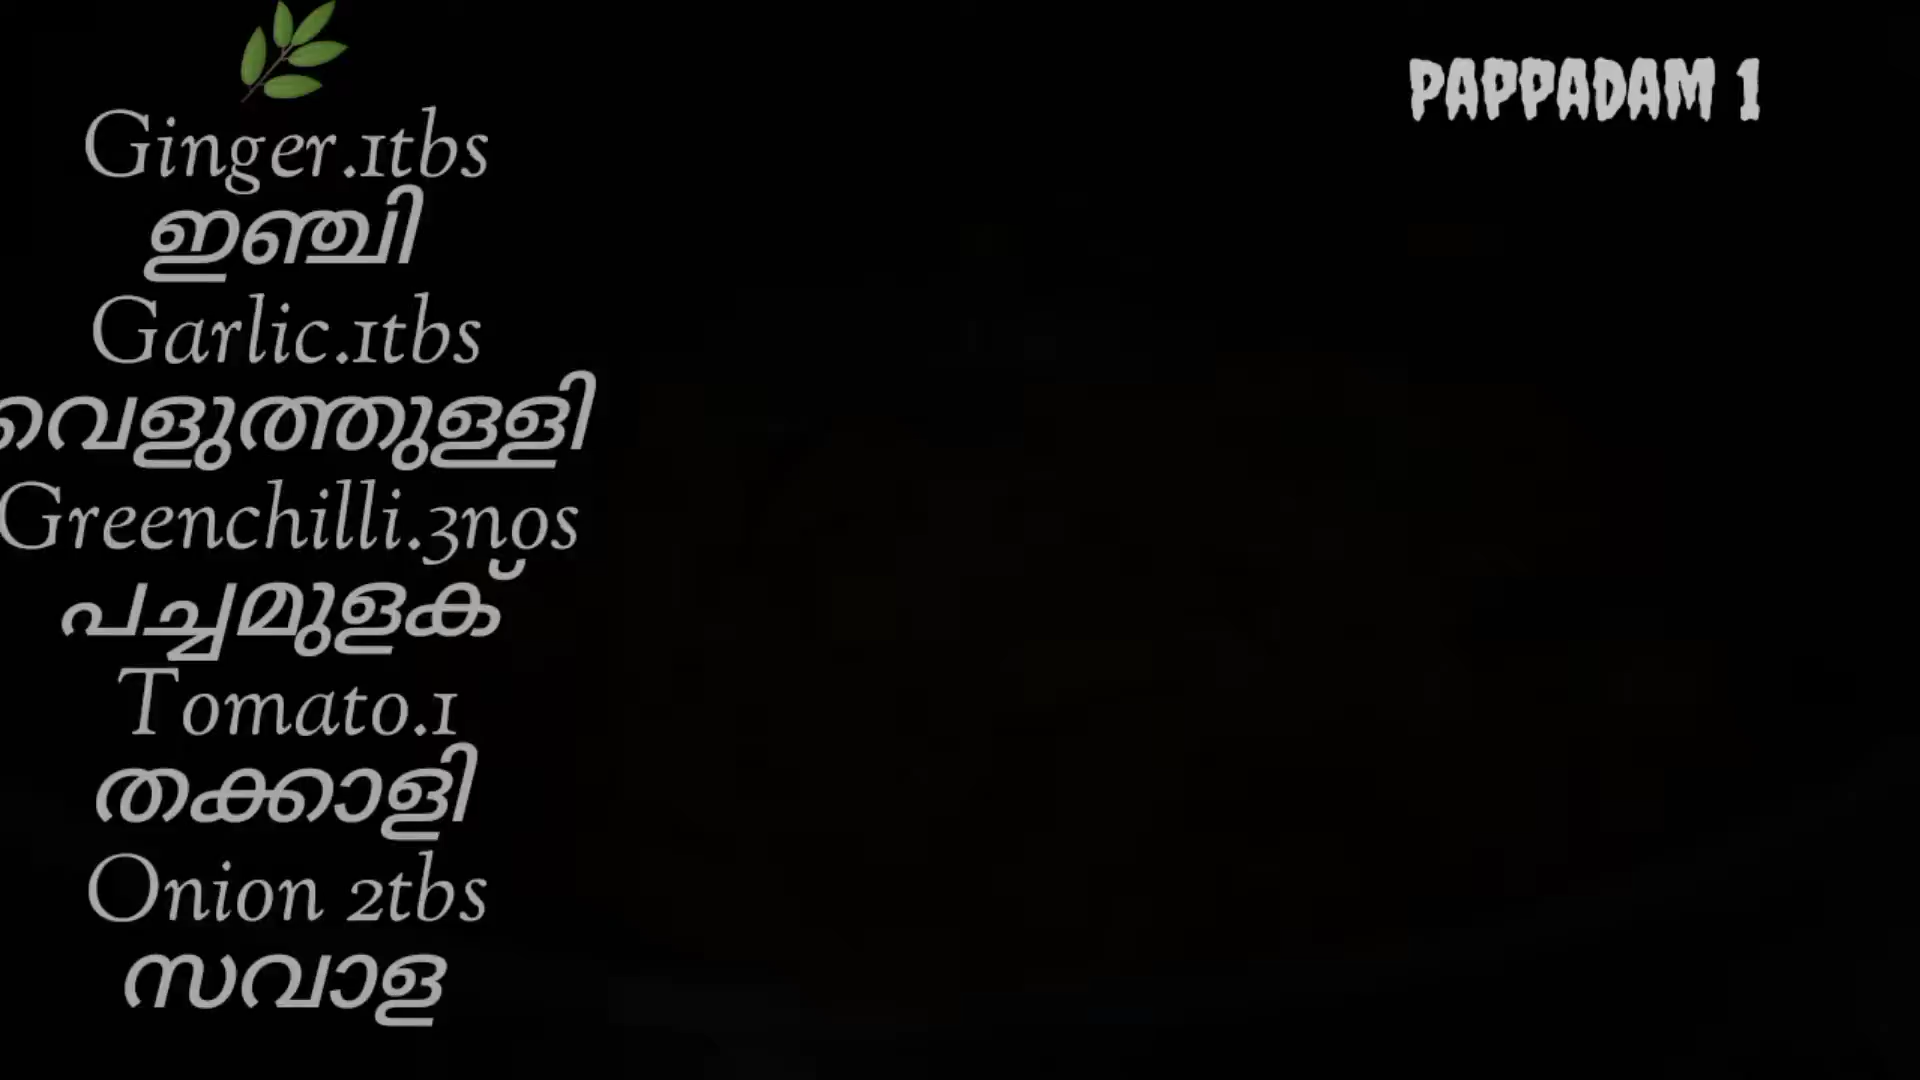 Ginger.1tbs
ഇഞ്ചി
Garlic.1tbs
വെളുത്തുള്ളി
Greenchilli.3nos
പച്ചമുളക്
Tomato.1
തക്കാളി
Onion 2tbs
സവാള
PAPPADAM 1